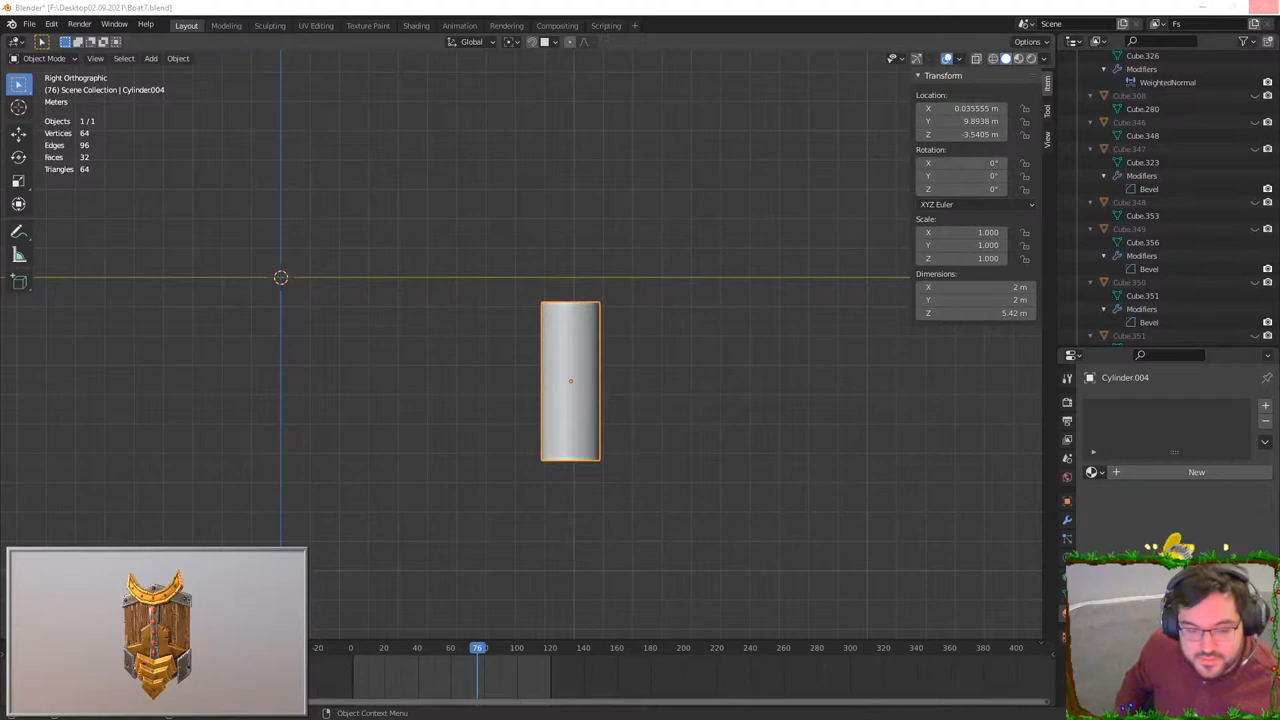 Blender* [F:\Desktop02.09.2021\Boat7.blend]
File Edit Render Window Help Layout Modeling Sculpting UV Editing Texture Paint Shading Animation Rendering Compositing Scripting + Scene Fs
Global Options
Object Mode View Select Add Object
Right Orthographic
(76) Scene Collection | Cylinder.004
Meters
Objects 1/1
Vertices 64
Edges 96
Faces 32
Triangles 64
Transform
Location:
X 0.035555 m
Y 9.8938 m
Z -3.5405 m
Rotation:
X 0°
Y 0°
Z 0°
XYZ Euler
Scale:
X 1.000
Y 1.000
Z 1.000
Dimensions:
X 2 m
Y 2 m
Z 5.42 m
Item
Tool
View
Cube.326
Modifiers
WeightedNormal
Cube.308
Cube.280
Cube.346
Cube.348
Cube.347
Cube.323
Modifiers
Bevel
Cube.348
Cube.353
Cube.349
Cube.356
Modifiers
Bevel
Cube.350
Cube.351
Modifiers
Bevel
Cube.351
Cylinder.004
New
-20 0 20 40 60 76 100 120 140 160 180 200 220 240 260 280 300 320 340 360 380 400
Object Context Menu